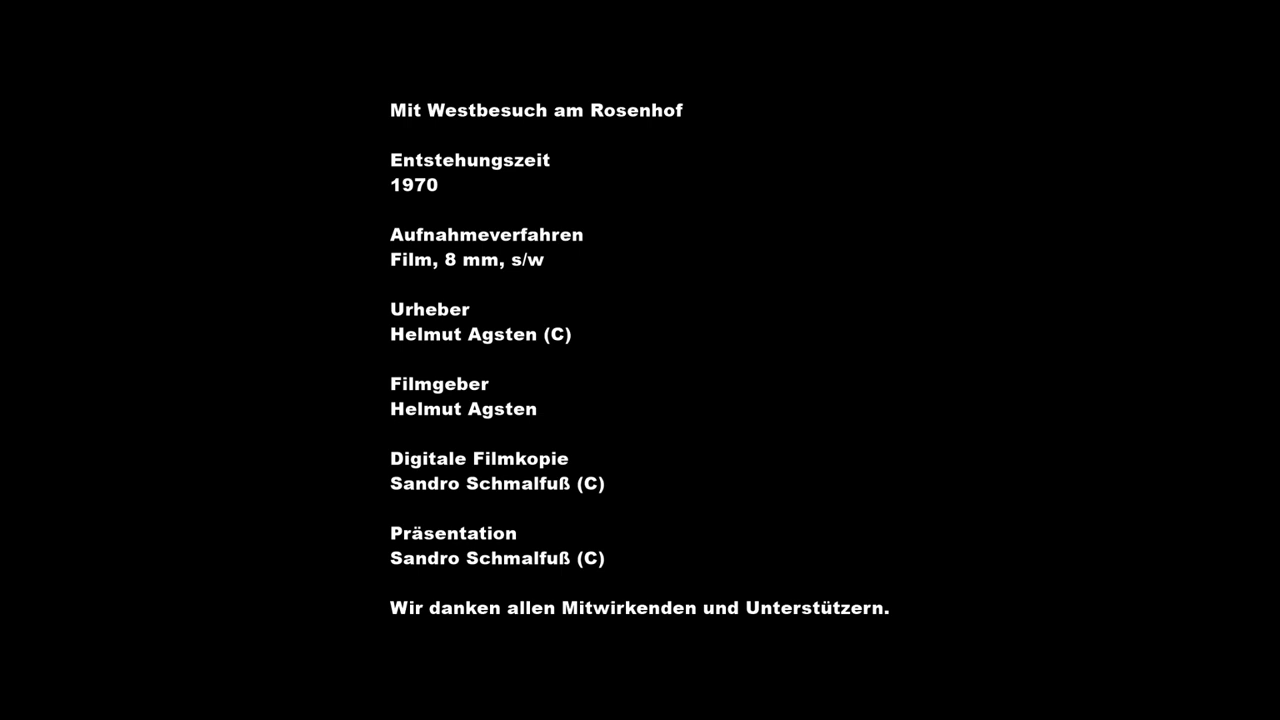 Mit Westbesuch am Rosenhof
Entstehungszeit
1970
Aufnahmeverfahren
Film, 8 mm, s/w
Urheber
Helmut Agsten (C)
Filmgeber
Helmut Agsten
Digitale Filmkopie
Sandro Schmalfuß (C)
Präsentation
Sandro Schmalfuß (C)
Wir danken allen Mitwirkenden und Unterstützern.